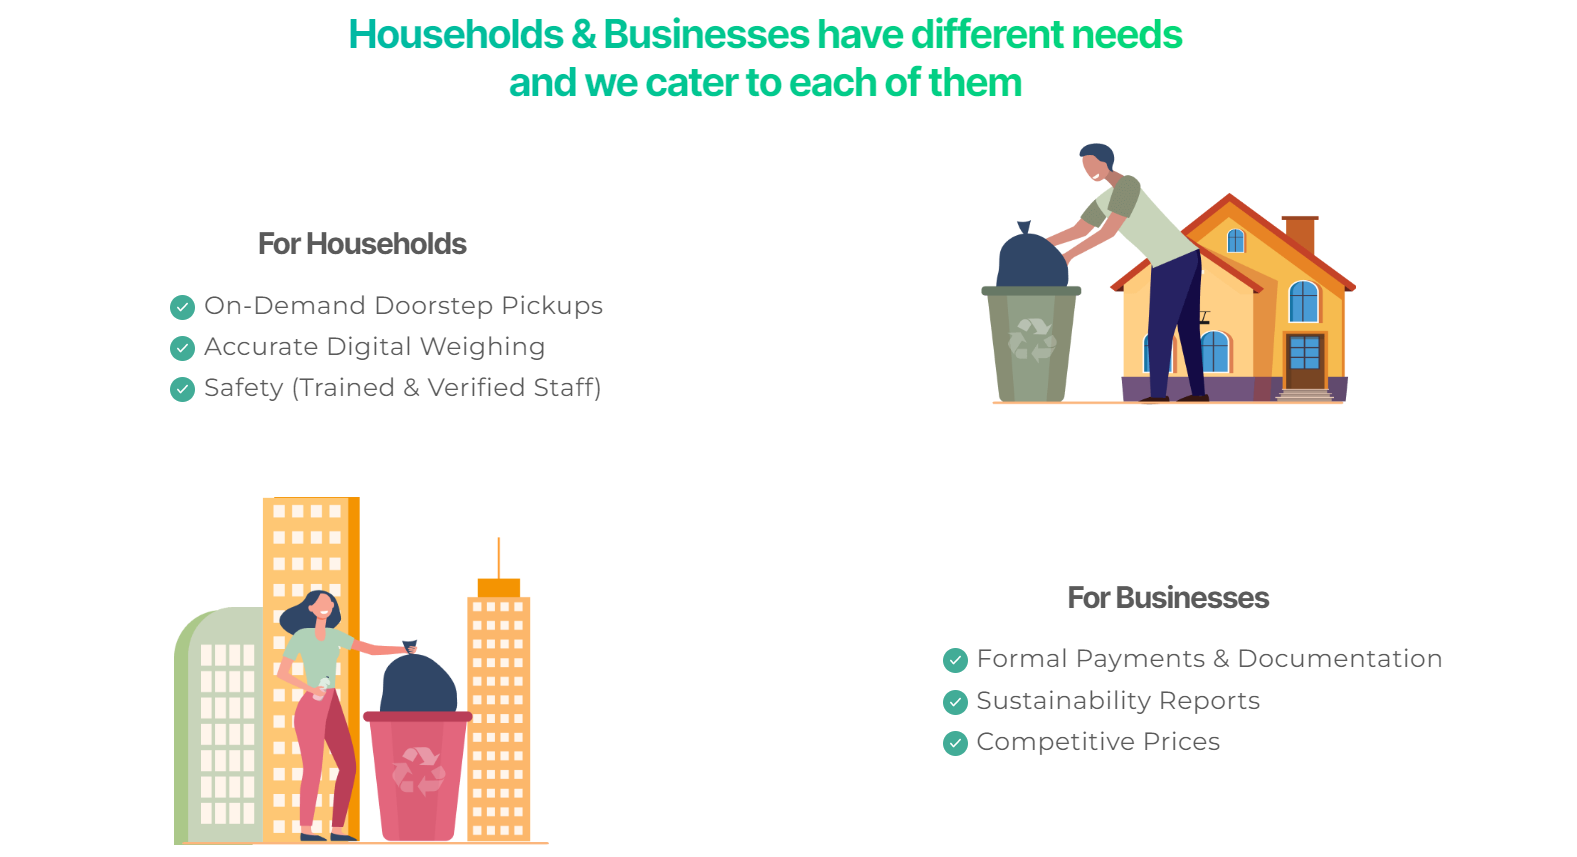 Households & Businesses have different needs
and we cater to each of them
For Households
On-Demand Doorstep Pickups
Accurate Digital Weighing
Safety (Trained & Verified Staff)
For Businesses
Formal Payments & Documentation
Sustainability Reports
Competitive Prices